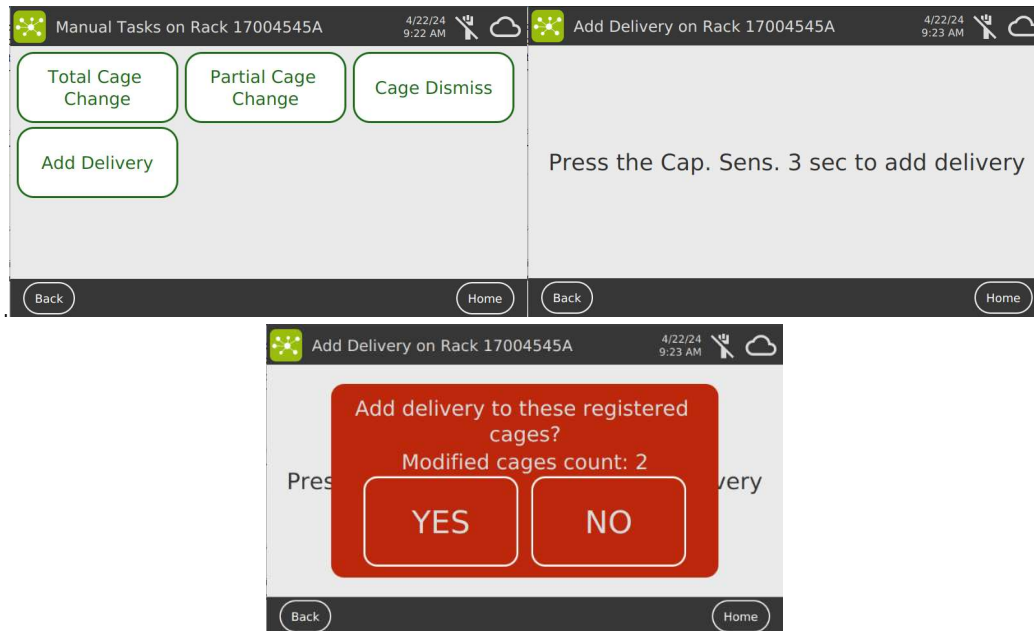 Manual Tasks on Rack 17004545A
4/22/24
9:22 AM
Total Cage
Change
Partial Cage
Change
Cage Dismiss
Add Delivery
Back
Home
Add Delivery on Rack 17004545A
4/22/24
9:23 AM
Press the Cap. Sens. 3 sec to add delivery
Back
Home
.
Add Delivery on Rack 17004545A
4/22/24
9:23 AM
Add delivery to these registered
cages?
Modified cages count: 2
Pres
very
YES
NO
Back
Home